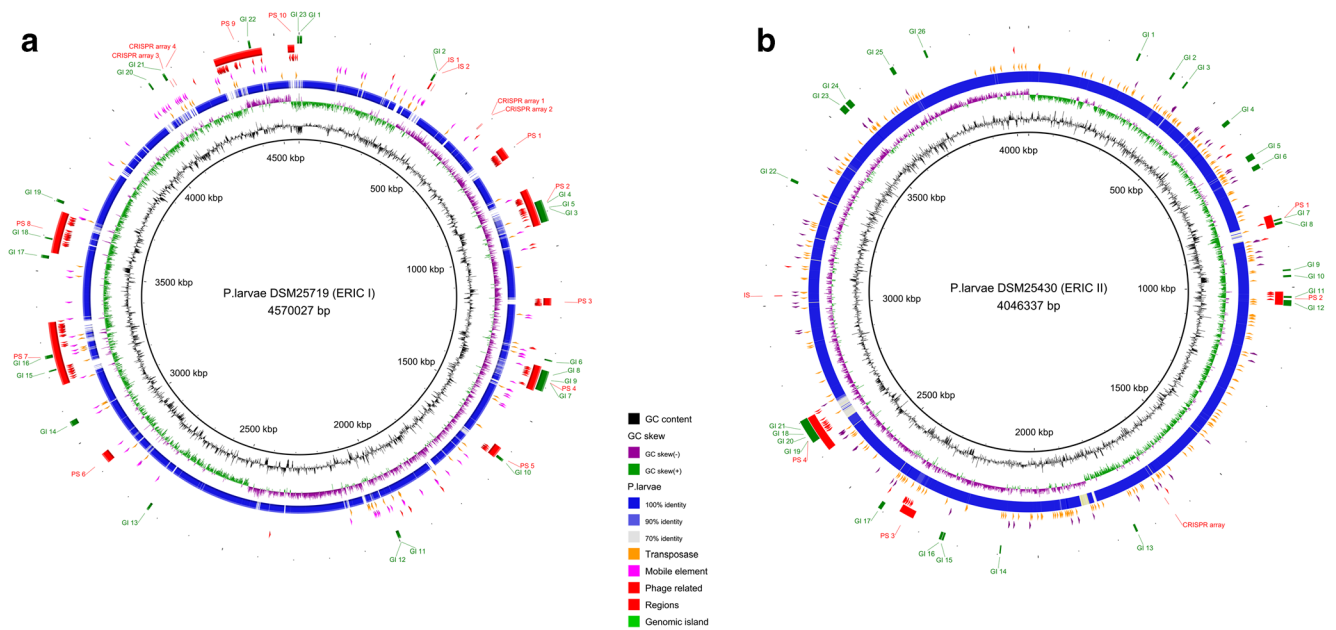 a
PS 10
GI 23
GI 1
GI 22
PS 9
CRISPR array 4
CRISPR array 3
GI 21
GI 20
GI 2
IS 1
IS 2
CRISPR array 1
CRISPR array 2
PS 1
PS 2
GI 4
GI 5
GI 3
PS 3
GI 6
GI 8
GI 9
PS 4
GI 7
PS 5
GI 10
GI 11
GI 12
GI 13
PS 6
GI 14
PS 7
GI 16
GI 15
GI 19
PS 8
GI 18
GI 17
4500 kbp
500 kbp
1000 kbp
1500 kbp
2000 kbp
2500 kbp
3000 kbp
3500 kbp
4000 kbp
P.larvae DSM25719 (ERIC I)
4570027 bp
GC content
GC skew
GC skew(-)
GC skew(+)
P.larvae
100% identity
90% identity
70% identity
Transposase
Mobile element
Phage related
Regions
Genomic island
b
GI 1
GI 2
GI 3
GI 4
GI 5
GI 6
PS 1
GI 7
GI 8
GI 9
GI 10
GI 11
PS 2
GI 12
CRISPR array
GI 13
GI 14
GI 16
GI 15
PS 3
GI 17
GI 21
GI 18
GI 20
GI 19
PS 4
IS
GI 22
GI 24
GI 23
GI 25
GI 26
4000 kbp
500 kbp
1000 kbp
1500 kbp
2000 kbp
2500 kbp
3000 kbp
3500 kbp
P.larvae DSM25430 (ERIC II)
4046337 bp